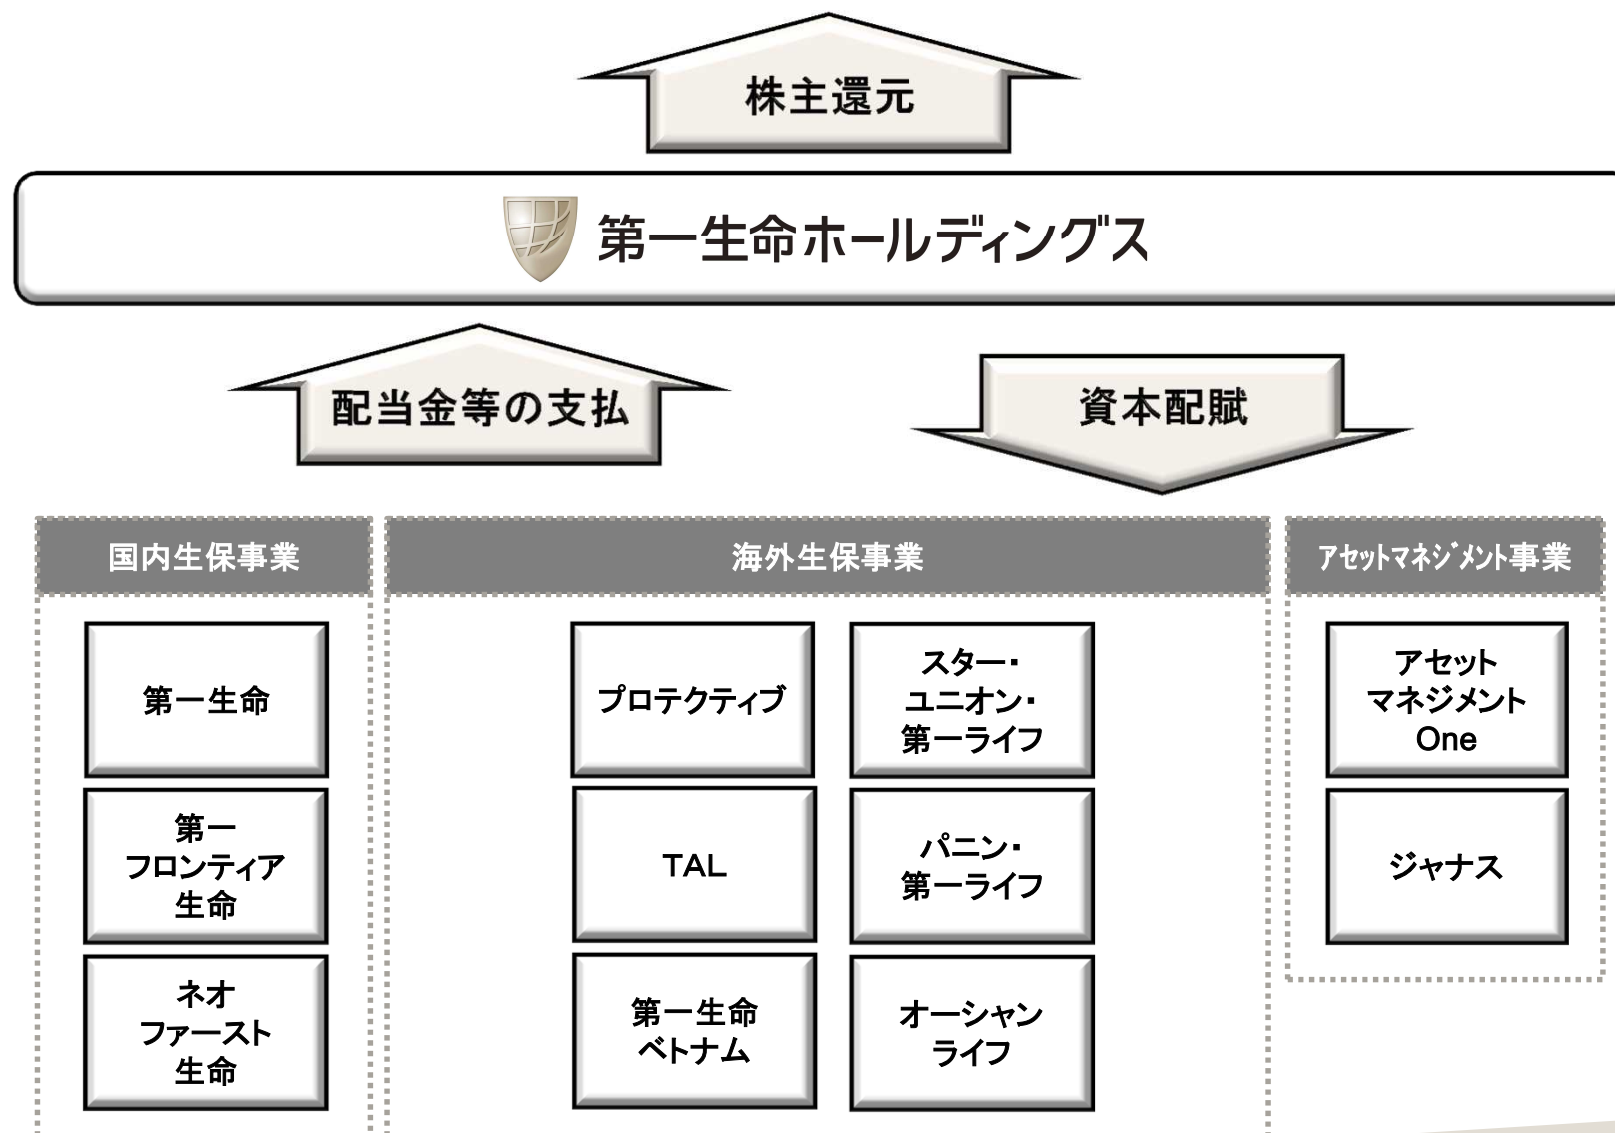 株主還元
第一生命ホールディングス
配当金等の支払
資本配賦
国内生保事業
海外生保事業
ｱｾｯﾄﾏﾈｼﾞﾒﾝﾄ事業
第一生命
第一
フロンティア
生命
ネオ
ファースト
生命
プロテクティブ
TAL
第一生命
ベトナム
スター・
ユニオン・
第一ライフ
パニン・
第一ライフ
オーシャン
ライフ
アセット
マネジメント
One
ジャナス